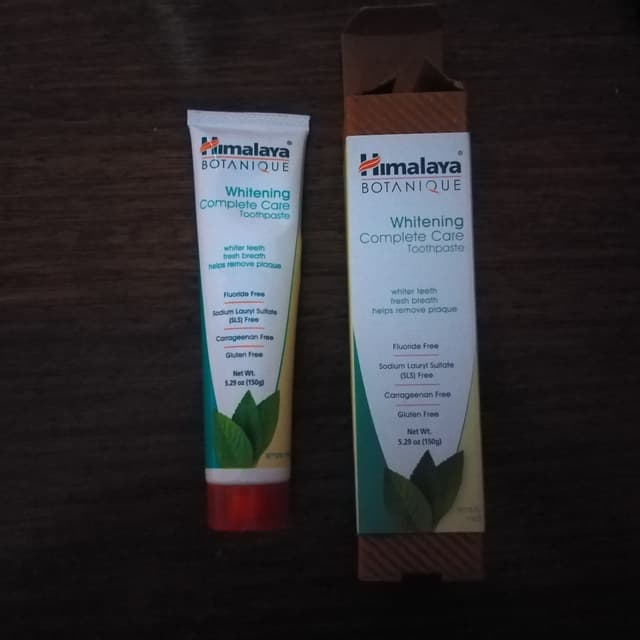 Himalaya
BOTANIQUE
Whitening
Complete Care
Toothpaste
whiter teeth
fresh breath
helps remove plaque
Fluoride Free
Sodium Lauryl Sulfate
(SLS) Free
Carrageenan Free
Gluten Free
Net Wt.
5.29 oz (150g)
Himalaya
BOTANIQUE
Whitening
Complete Care
Toothpaste
whiter teeth
fresh breath
helps remove plaque
Fluoride Free
Sodium Lauryl Sulfate
(SLS) Free
Carrageenan Free
Gluten Free
Net Wt.
5.29 oz (150g)